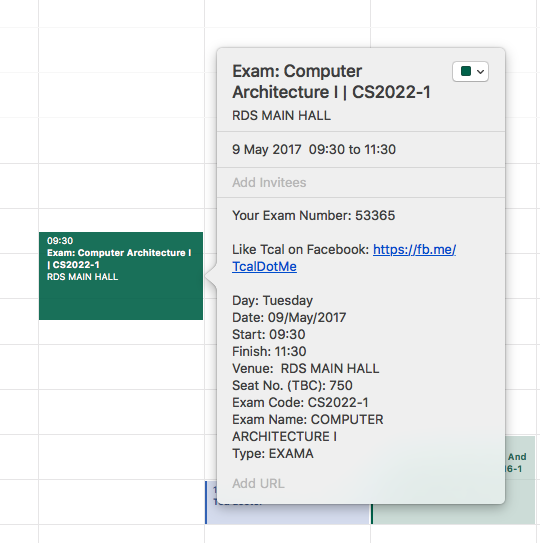 Exam: Computer
Architecture I | CS2022-1
RDS MAIN HALL
9 May 2017  09:30 to 11:30
Add Invitees
Your Exam Number: 53365
Like Tcal on Facebook: https://fb.me/
TcalDotMe
Day: Tuesday
Date: 09/May/2017
Start: 09:30
Finish: 11:30
Venue:  RDS MAIN HALL
Seat No. (TBC): 750
Exam Code: CS2022-1
Exam Name: COMPUTER
ARCHITECTURE I
Type: EXAMA
Add URL
09:30
Exam: Computer Architecture I
| CS2022-1
RDS MAIN HALL
And
6-1